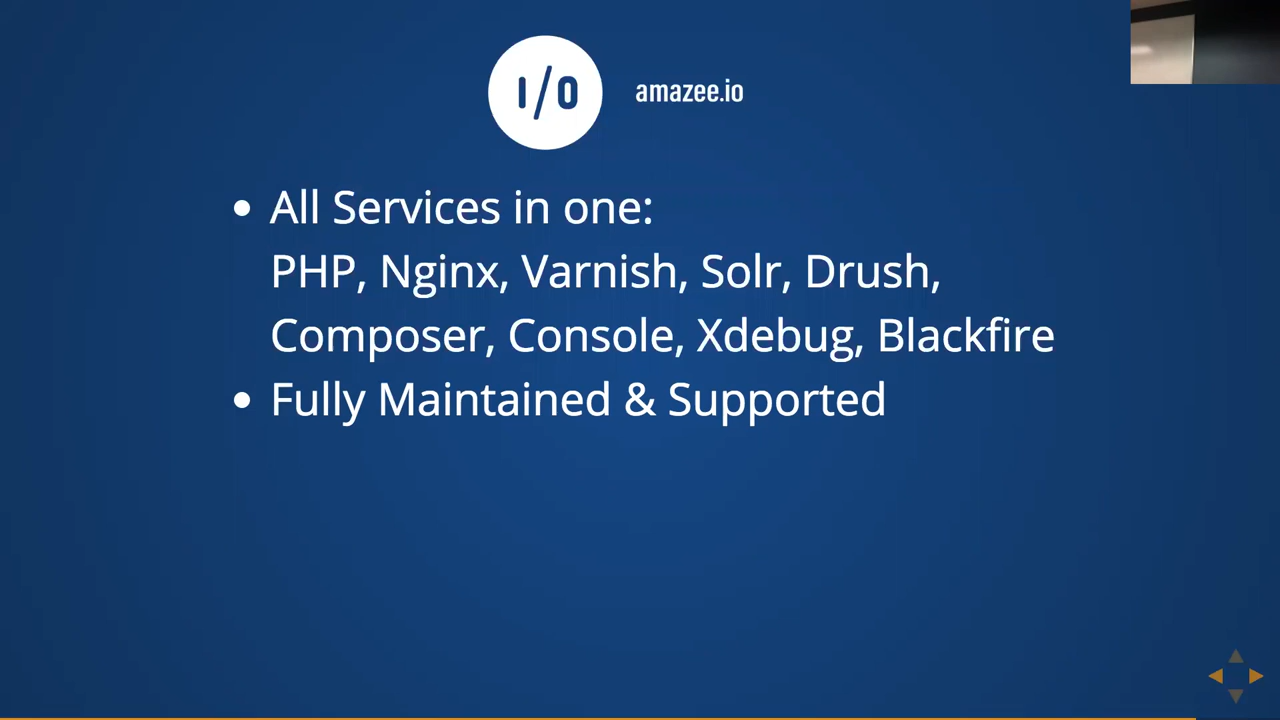 I/O
amazee.io
All Services in one:
PHP, Nginx, Varnish, Solr, Drush,
Composer, Console, Xdebug, Blackfire
Fully Maintained & Supported